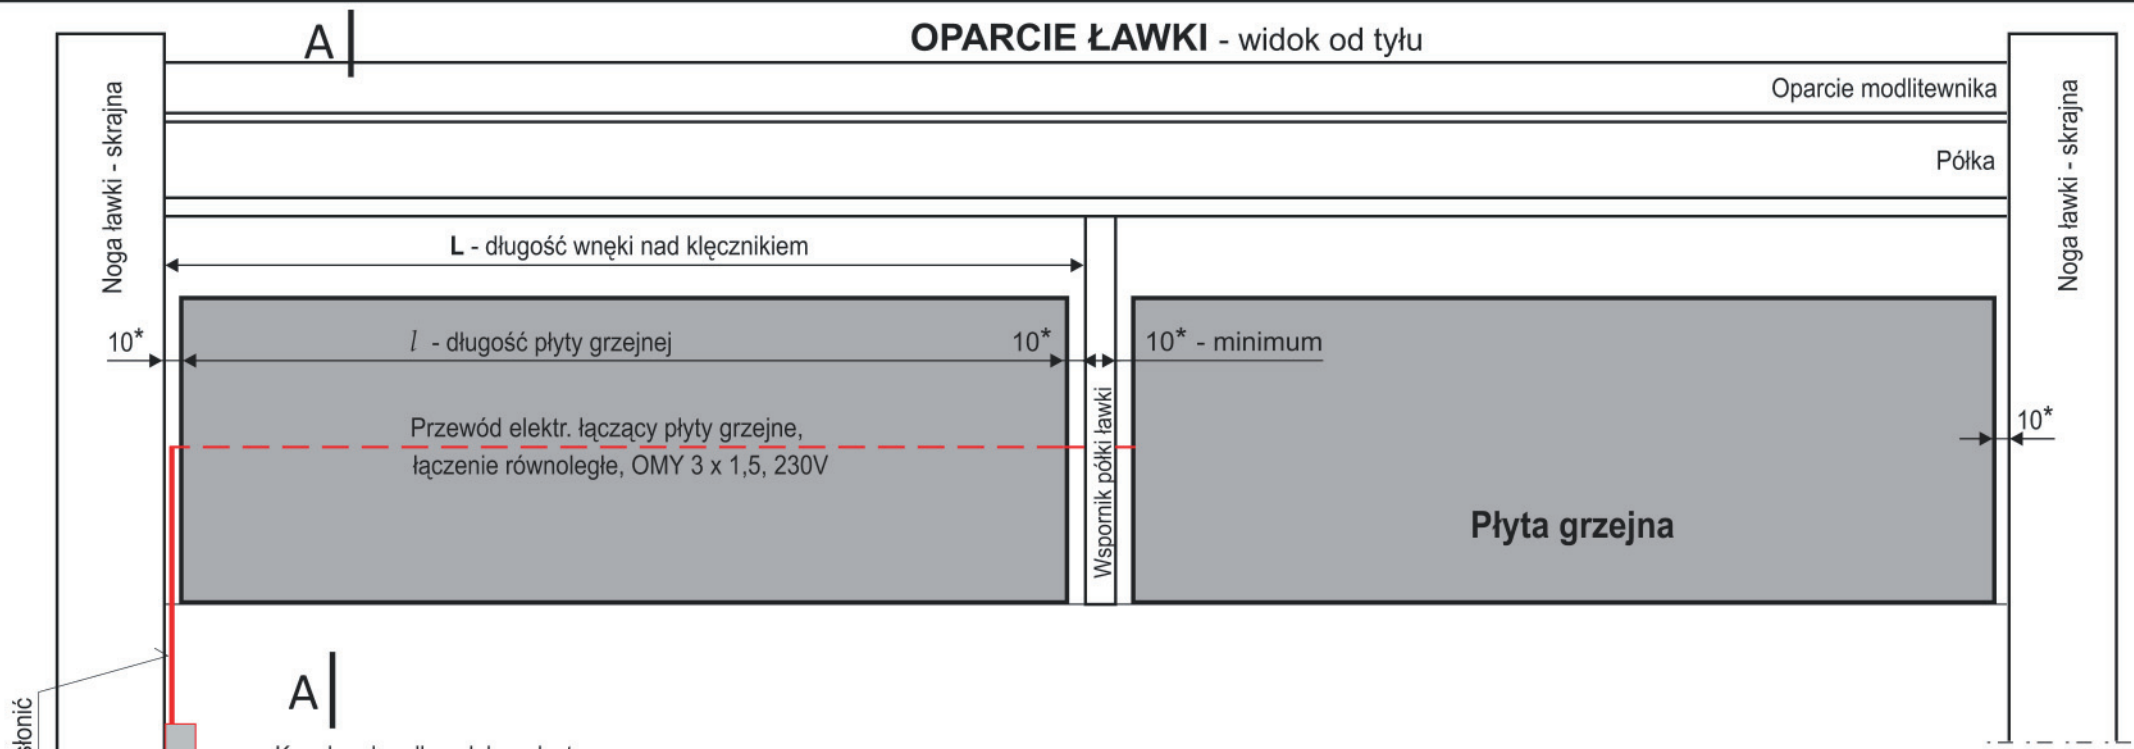 A
OPARCIE ŁAWKI - widok od tyłu
Noga ławki - skrajna
Oparcie modlitewnika
Noga ławki - skrajna
Półka
L - długość wnęki nad klęcznikiem
10*
l - długość płyty grzejnej
10*
10* - minimum
Wspornik półki ławki
10*
Przewód elektr. łączący płyty grzejne,
łączenie równoległe, OMY 3 x 1,5, 230V
Płyta grzejna
A